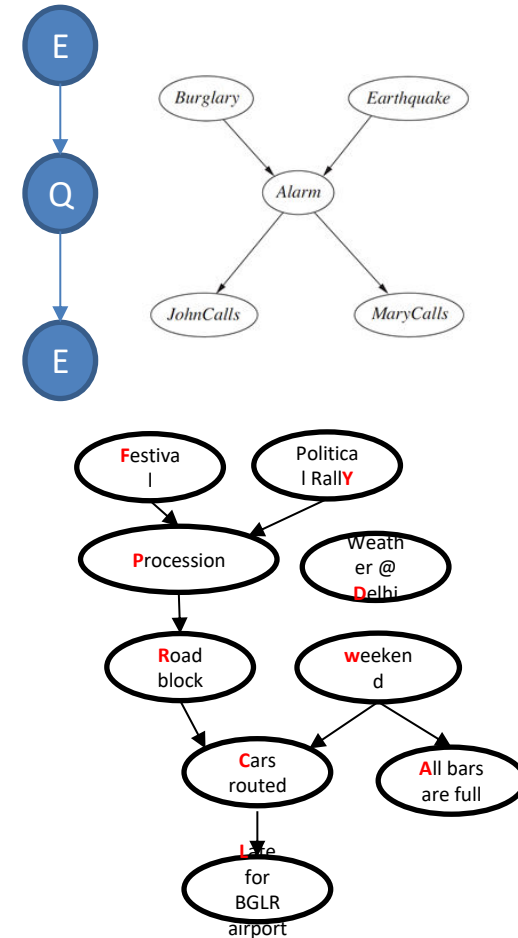 E
Burglary
Earthquake
Q
Alarm
JohnCalls
MaryCalls
E
Festiva
l
Politica
l RallY
Procession
Weath
er @
Delhi
Road
block
weeken
d
Cars
routed
All bars
are full
Late
for
BGLR
airport